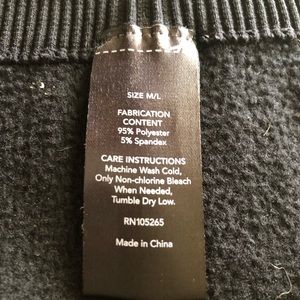 SIZE M/L
FABRICATION
CONTENT
95% Polyester
5% Spandex
CARE INSTRUCTIONS
Machine Wash Cold,
Only Non-chlorine Bleach
When Needed,
Tumble Dry Low.
RN105265
Made in China